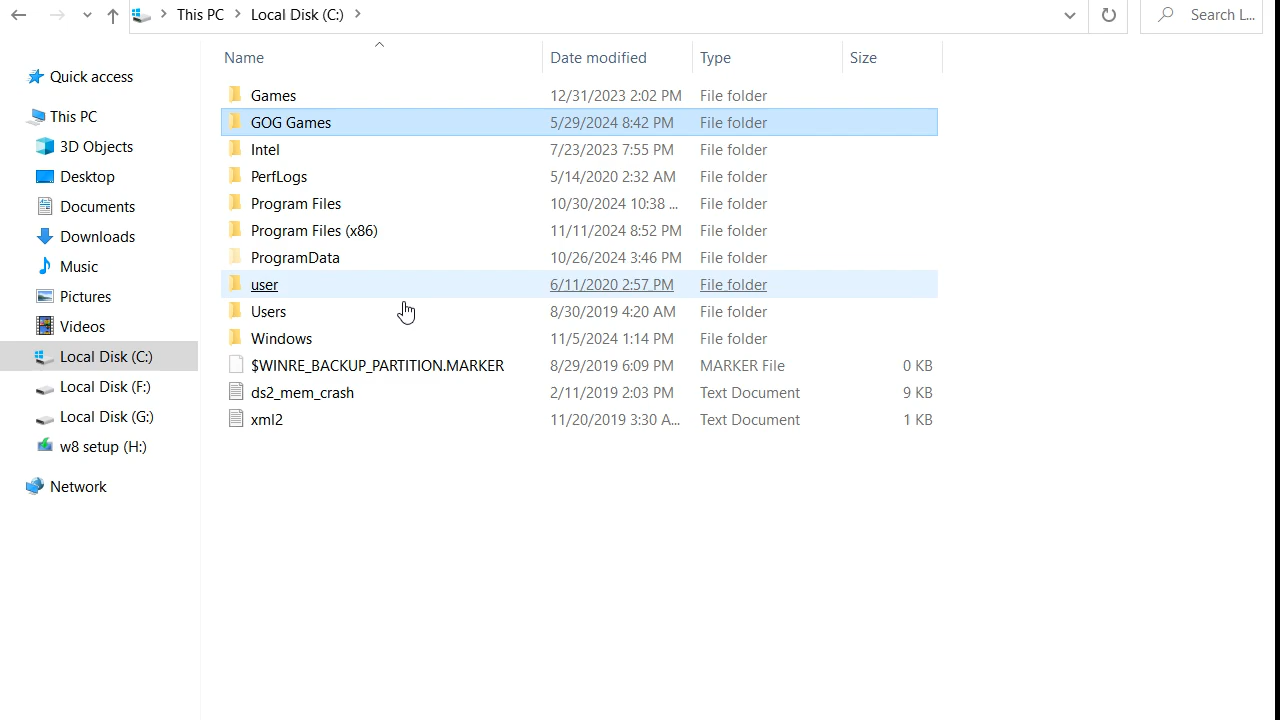 This PC Local Disk (C:) Search L...
Name Date modified Type Size
Quick access
This PC
3D Objects
Desktop
Documents
Downloads
Music
Pictures
Videos
Local Disk (C:)
Local Disk (F:)
Local Disk (G:)
w8 setup (H:)
Network
Games 12/31/2023 2:02 PM File folder
GOG Games 5/29/2024 8:42 PM File folder
Intel 7/23/2023 7:55 PM File folder
PerfLogs 5/14/2020 2:32 AM File folder
Program Files 10/30/2024 10:38 ... File folder
Program Files (x86) 11/11/2024 8:52 PM File folder
ProgramData 10/26/2024 3:46 PM File folder
user 6/11/2020 2:57 PM File folder
Users 8/30/2019 4:20 AM File folder
Windows 11/5/2024 1:14 PM File folder
$WINRE_BACKUP_PARTITION.MARKER 8/29/2019 6:09 PM MARKER File 0 KB
ds2_mem_crash 2/11/2019 2:03 PM Text Document 9 KB
xml2 11/20/2019 3:30 A... Text Document 1 KB